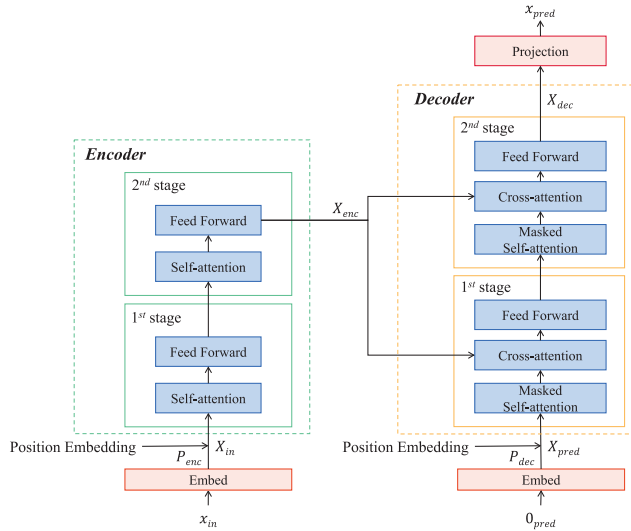 x_pred
Projection
X_dec
Decoder
2nd stage
Feed Forward
Cross-attention
Masked
Self-attention
1st stage
Feed Forward
Cross-attention
Masked
Self-attention
Position Embedding
X_pred
P_dec
Embed
0_pred
Encoder
2nd stage
Feed Forward
X_enc
Self-attention
1st stage
Feed Forward
Self-attention
Position Embedding
X_in
P_enc
Embed
x_in